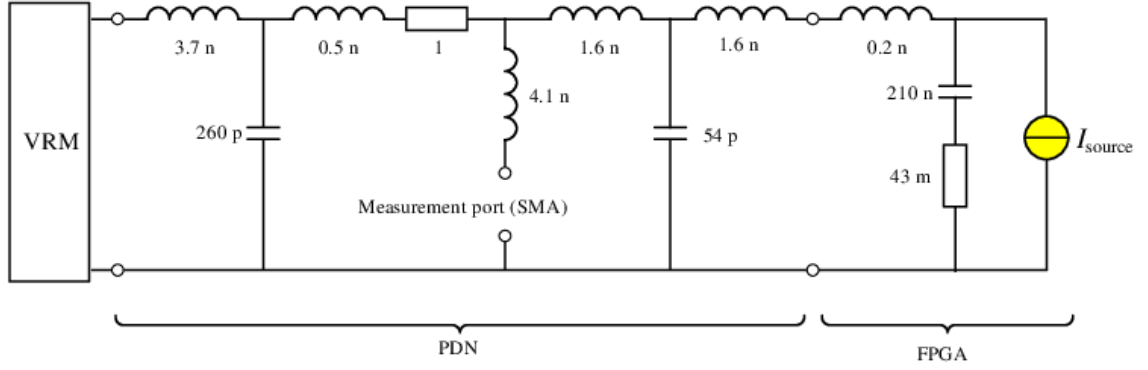 3.7 n
0.5 n
1
1.6 n
1.6 n
0.2 n
4.1 n
210 n
VRM
260 p
54 p
Isource
43 m
Measurement port (SMA)
PDN
FPGA